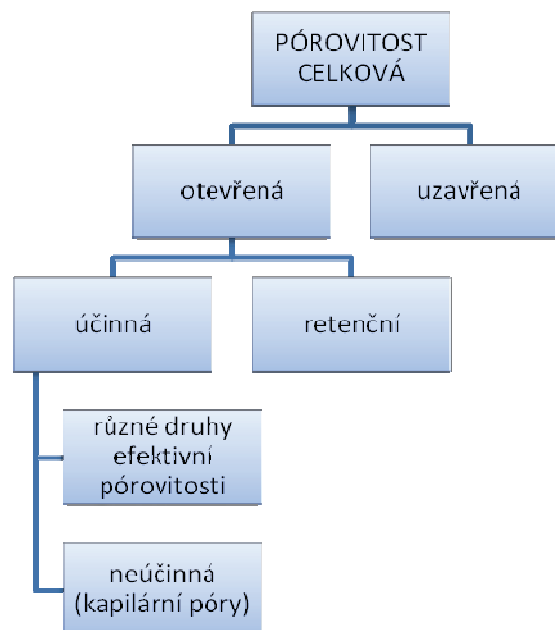 PÓROVITOST
CELKOVÁ
otevřená
uzavřená
účinná
retenční
různé druhy
efektivní
pórovitosti
neúčinná
(kapilární póry)